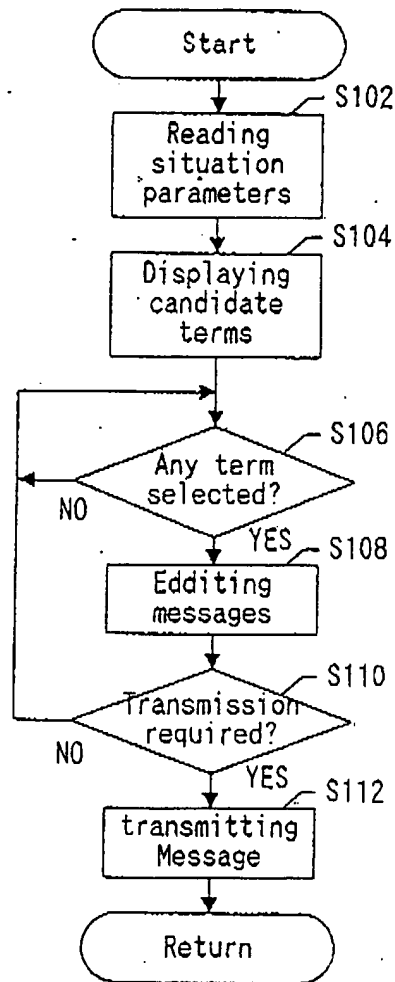 Start
S102
Reading
situation
parameters
S104
Displaying
candidate
terms
S106
Any term
selected?
NO
YES
S108
Edditing
messages
S110
Transmission
required?
NO
YES
S112
transmitting
Message
Return